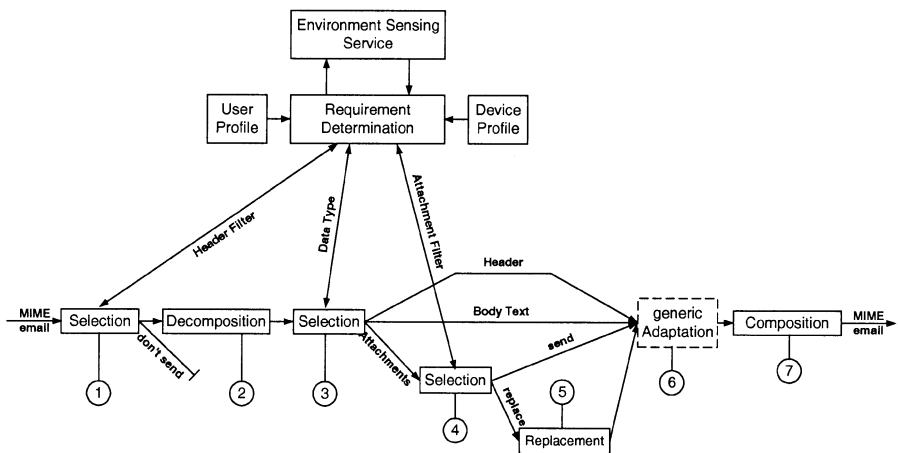 Environment Sensing
Service
User
Profile
Requirement
Determination
Device
Profile
Header Filter
Data Type
Attachment Filter
Header
MIME
email
Selection
Decomposition
Selection
Body Text
generic
Adaptation
Composition
MIME
email
don't send
Attachments
send
Selection
replace
Replacement
1
2
3
4
5
6
7